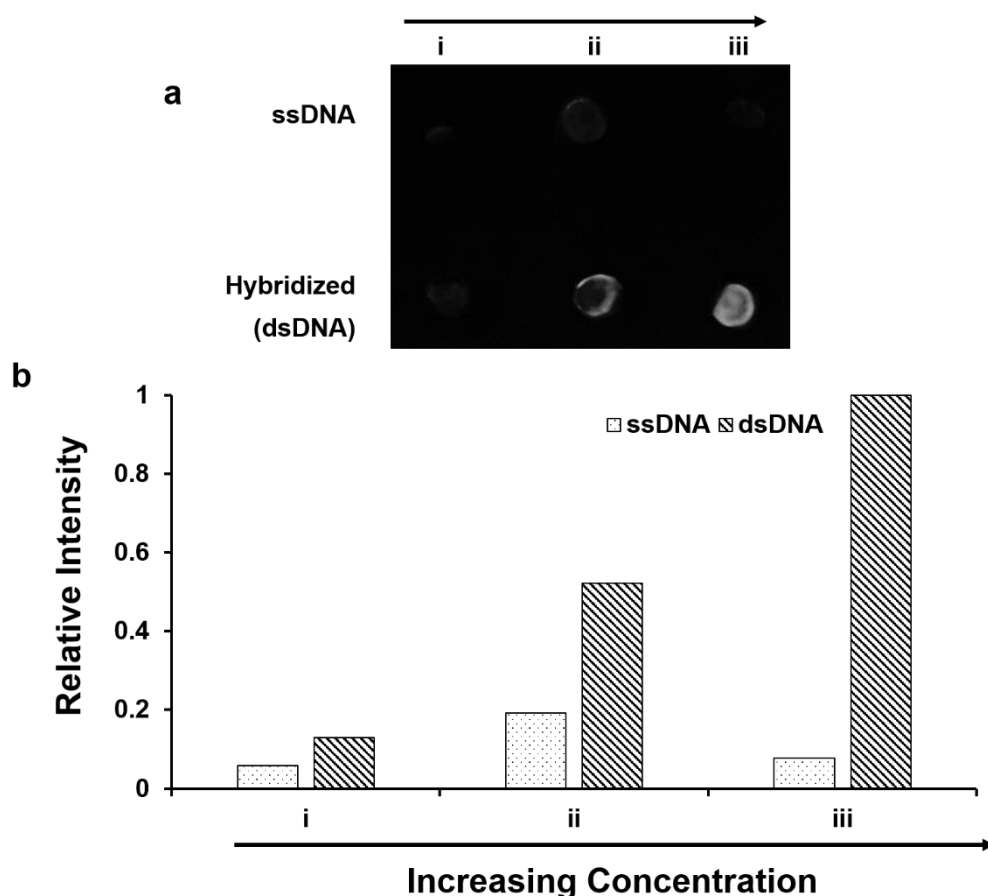 i ii iii
a
ssDNA
Hybridized
(dsDNA)
b
1
ssDNA dsDNA
0.8
0.6
0.4
0.2
0
Relative Intensity
i ii iii
Increasing Concentration